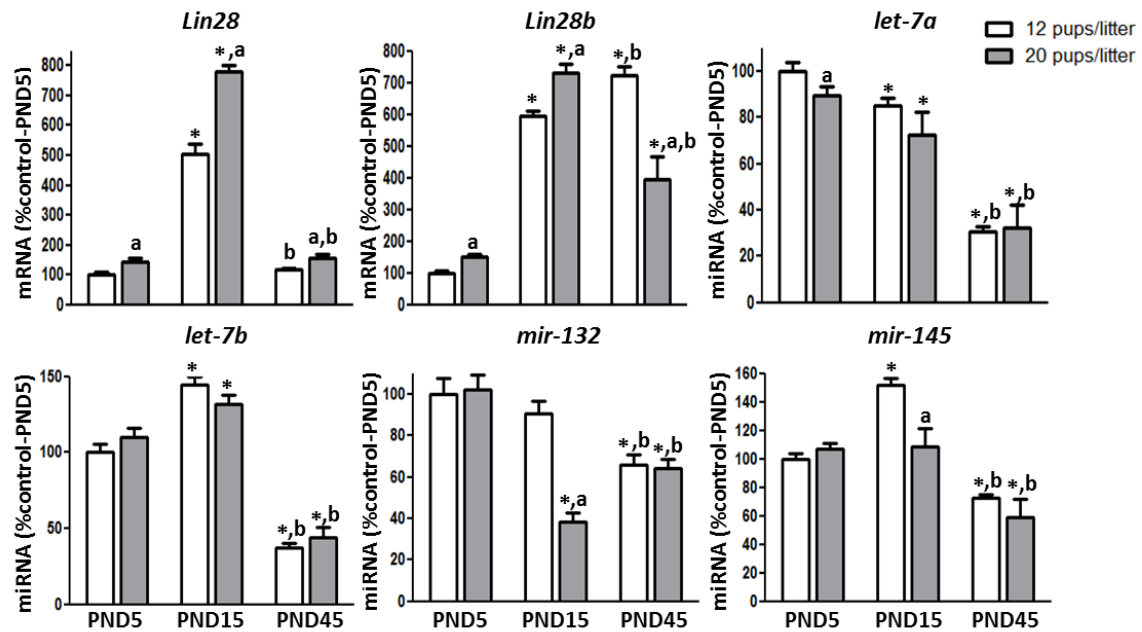 Lin28
Lin28b
let-7a
12 pups/litter
20 pups/litter
mRNA (%control-PND5)
800
700
600
500
400
300
200
100
0
a
*
*,a
b
a,b
800
700
600
500
400
300
200
100
0
a
*
*,a
*,b
*,a,b
miRNA (%control-PND5)
100
80
60
40
20
0
a
*
*
*,b
*,b
let-7b
mir-132
mir-145
miRNA (%control-PND5)
150
100
50
0
*
*
*,b
*,b
PND5 PND15 PND45
miRNA (%control-PND5)
100
80
60
40
20
0
*,a
*,b
*,b
PND5 PND15 PND45
miRNA (%control-PND5)
160
140
120
100
80
60
40
20
0
*
a
*,b
*,b
PND5 PND15 PND45